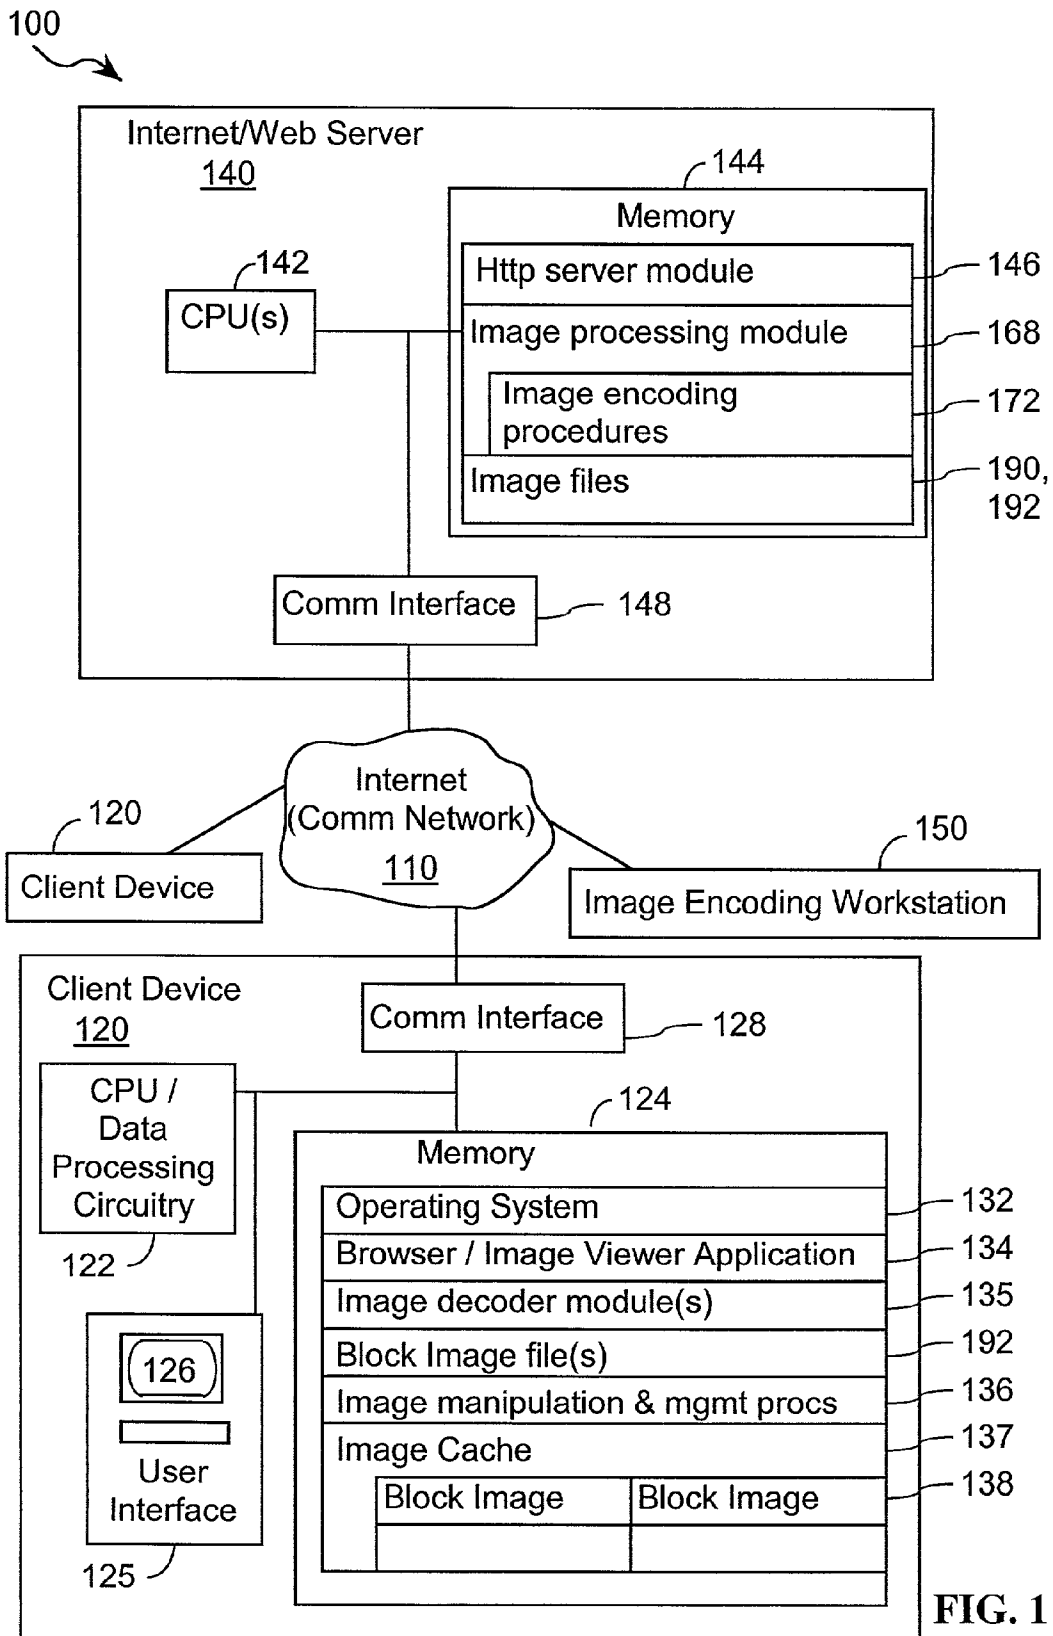 100
Internet/Web Server
140
144
Memory
142
CPU(s)
Http server module
146
Image processing module
168
Image encoding
procedures
172
Image files
190,
192
Comm Interface
148
Internet
(Comm Network)
110
120
Client Device
150
Image Encoding Workstation
Client Device
120
Comm Interface
128
CPU /
Data
Processing
Circuitry
122
124
Memory
Operating System
132
Browser / Image Viewer Application
134
Image decoder module(s)
135
Block Image file(s)
192
Image manipulation & mgmt procs
136
Image Cache
137
Block Image
Block Image
138
126
User
Interface
125
FIG. 1